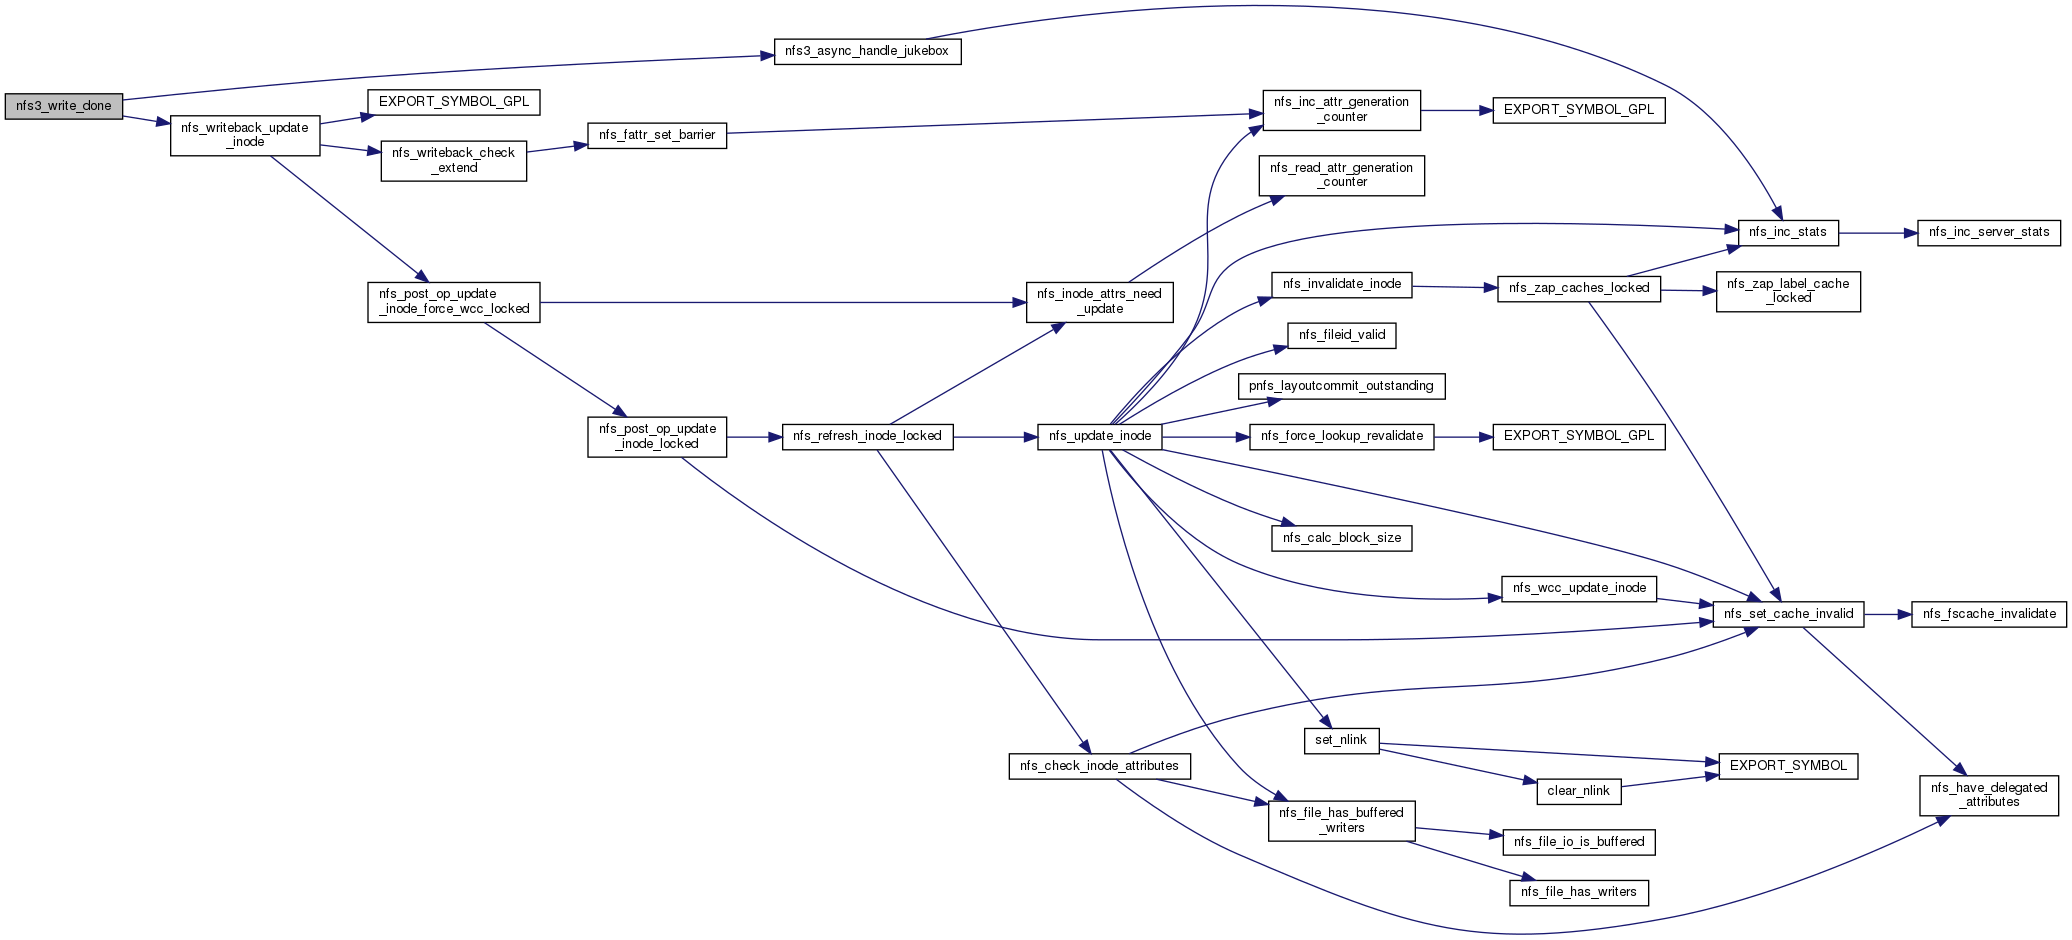 nfs3_write_done
nfs3_async_handle_jukebox
nfs_writeback_update
_inode
EXPORT_SYMBOL_GPL
nfs_writeback_check
_extend
nfs_fattr_set_barrier
nfs_inc_attr_generation
_counter
EXPORT_SYMBOL_GPL
nfs_read_attr_generation
_counter
nfs_inc_stats
nfs_inc_server_stats
nfs_post_op_update
_inode_force_wcc_locked
nfs_inode_attrs_need
_update
nfs_invalidate_inode
nfs_zap_caches_locked
nfs_zap_label_cache
_locked
nfs_fileid_valid
pnfs_layoutcommit_outstanding
nfs_post_op_update
_inode_locked
nfs_refresh_inode_locked
nfs_update_inode
nfs_force_lookup_revalidate
EXPORT_SYMBOL_GPL
nfs_calc_block_size
nfs_wcc_update_inode
nfs_set_cache_invalid
nfs_fscache_invalidate
set_nlink
nfs_check_inode_attributes
EXPORT_SYMBOL
clear_nlink
nfs_have_delegated
_attributes
nfs_file_has_buffered
_writers
nfs_file_io_is_buffered
nfs_file_has_writers